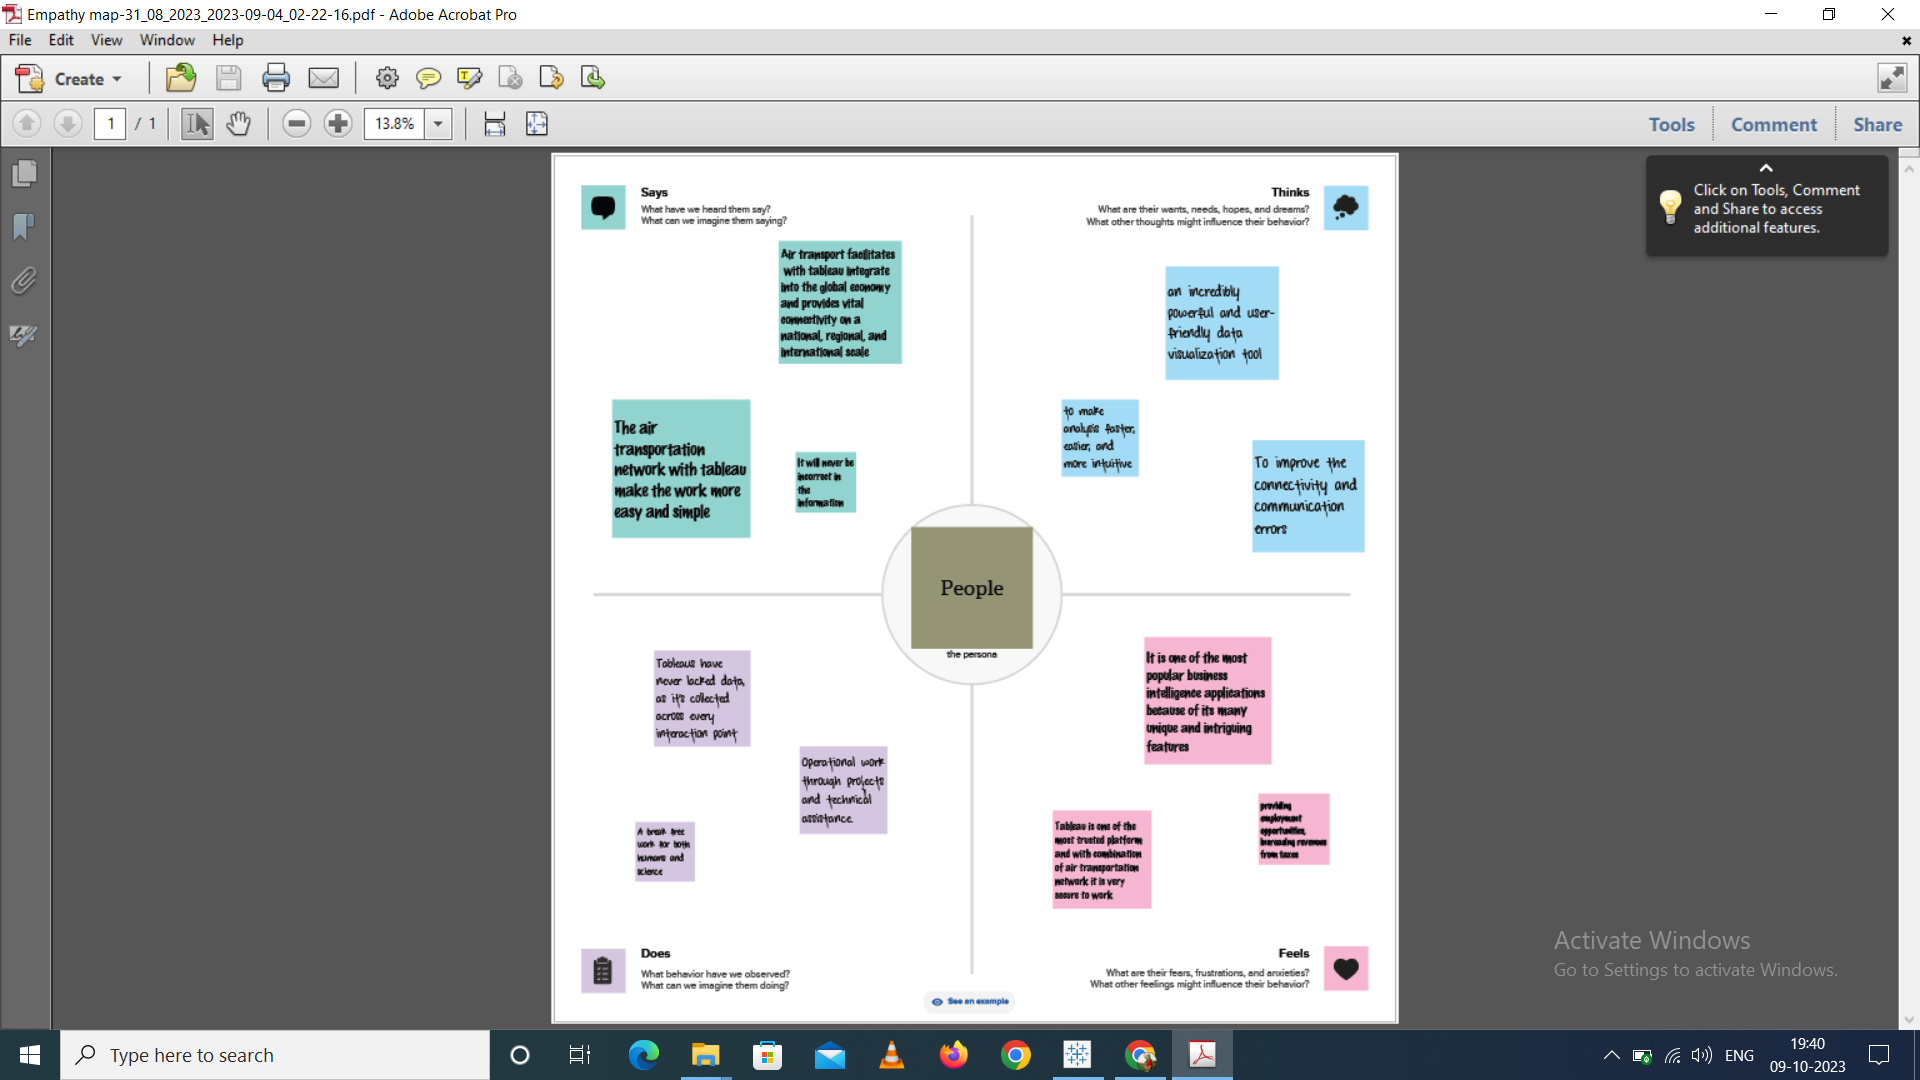 Empathy map-31_08_2023_2023-09-04_02-22-16.pdf - Adobe Acrobat Pro
File Edit View Window Help
Create
1 / 1
13.8%
Tools Comment Share
Click on Tools, Comment
and Share to access
additional features.
Says
What have we heard them say?
What can we imagine them saying?
Thinks
What are their wants, needs, hopes, and dreams?
What other thoughts might influence their behavior?
Air transport facilitates
with tableau integrate
into the global economy
and provides vital
connectivity on a
national, regional, and
international scale
The air
transportation
network with tableau
make the work more
easy and simple
It will never be
incorrect in
the
information
an incredibly
powerful and user-
friendly data
visualization tool
to make
analysis faster,
easier, and
more intuitive
To improve the
connectivity and
communication
errors
People
the persona
Tableaus have
never lacked data,
as it's collected
across every
interaction point
Operational work
through projects
and technical
assistance
A break free
work for both
humans and
science
It is one of the most
popular business
intelligence applications
because of its many
unique and intriguing
features
Tableau is one of the
most trusted platform
and with combination
of air transportation
network it is very
secure to work
providing
employment
opportunities,
increasing revenues
from taxes
Does
What behavior have we observed?
What can we imagine them doing?
Feels
What are their fears, frustrations, and anxieties?
What other feelings might influence their behavior?
See an example
Activate Windows
Go to Settings to activate Windows.
Type here to search
ENG
19:40
09-10-2023